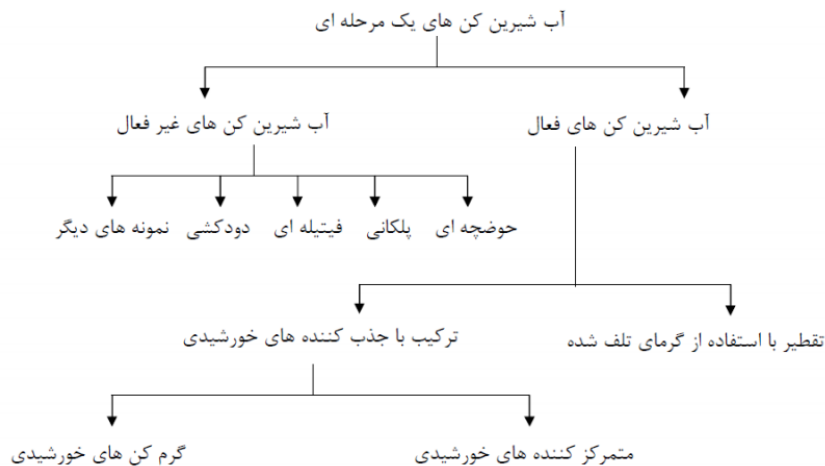 آب شیرین کن های یک مرحله ای
آب شیرین کن های فعال
آب شیرین کن های غیر فعال
حوضچه ای
پلکانی
فیتیله ای
دودکشی
نمونه های دیگر
تقطیر با استفاده از گرمای تلف شده
ترکیب با جذب کننده های خورشیدی
متمرکز کننده های خورشیدی
گرم کن های خورشیدی